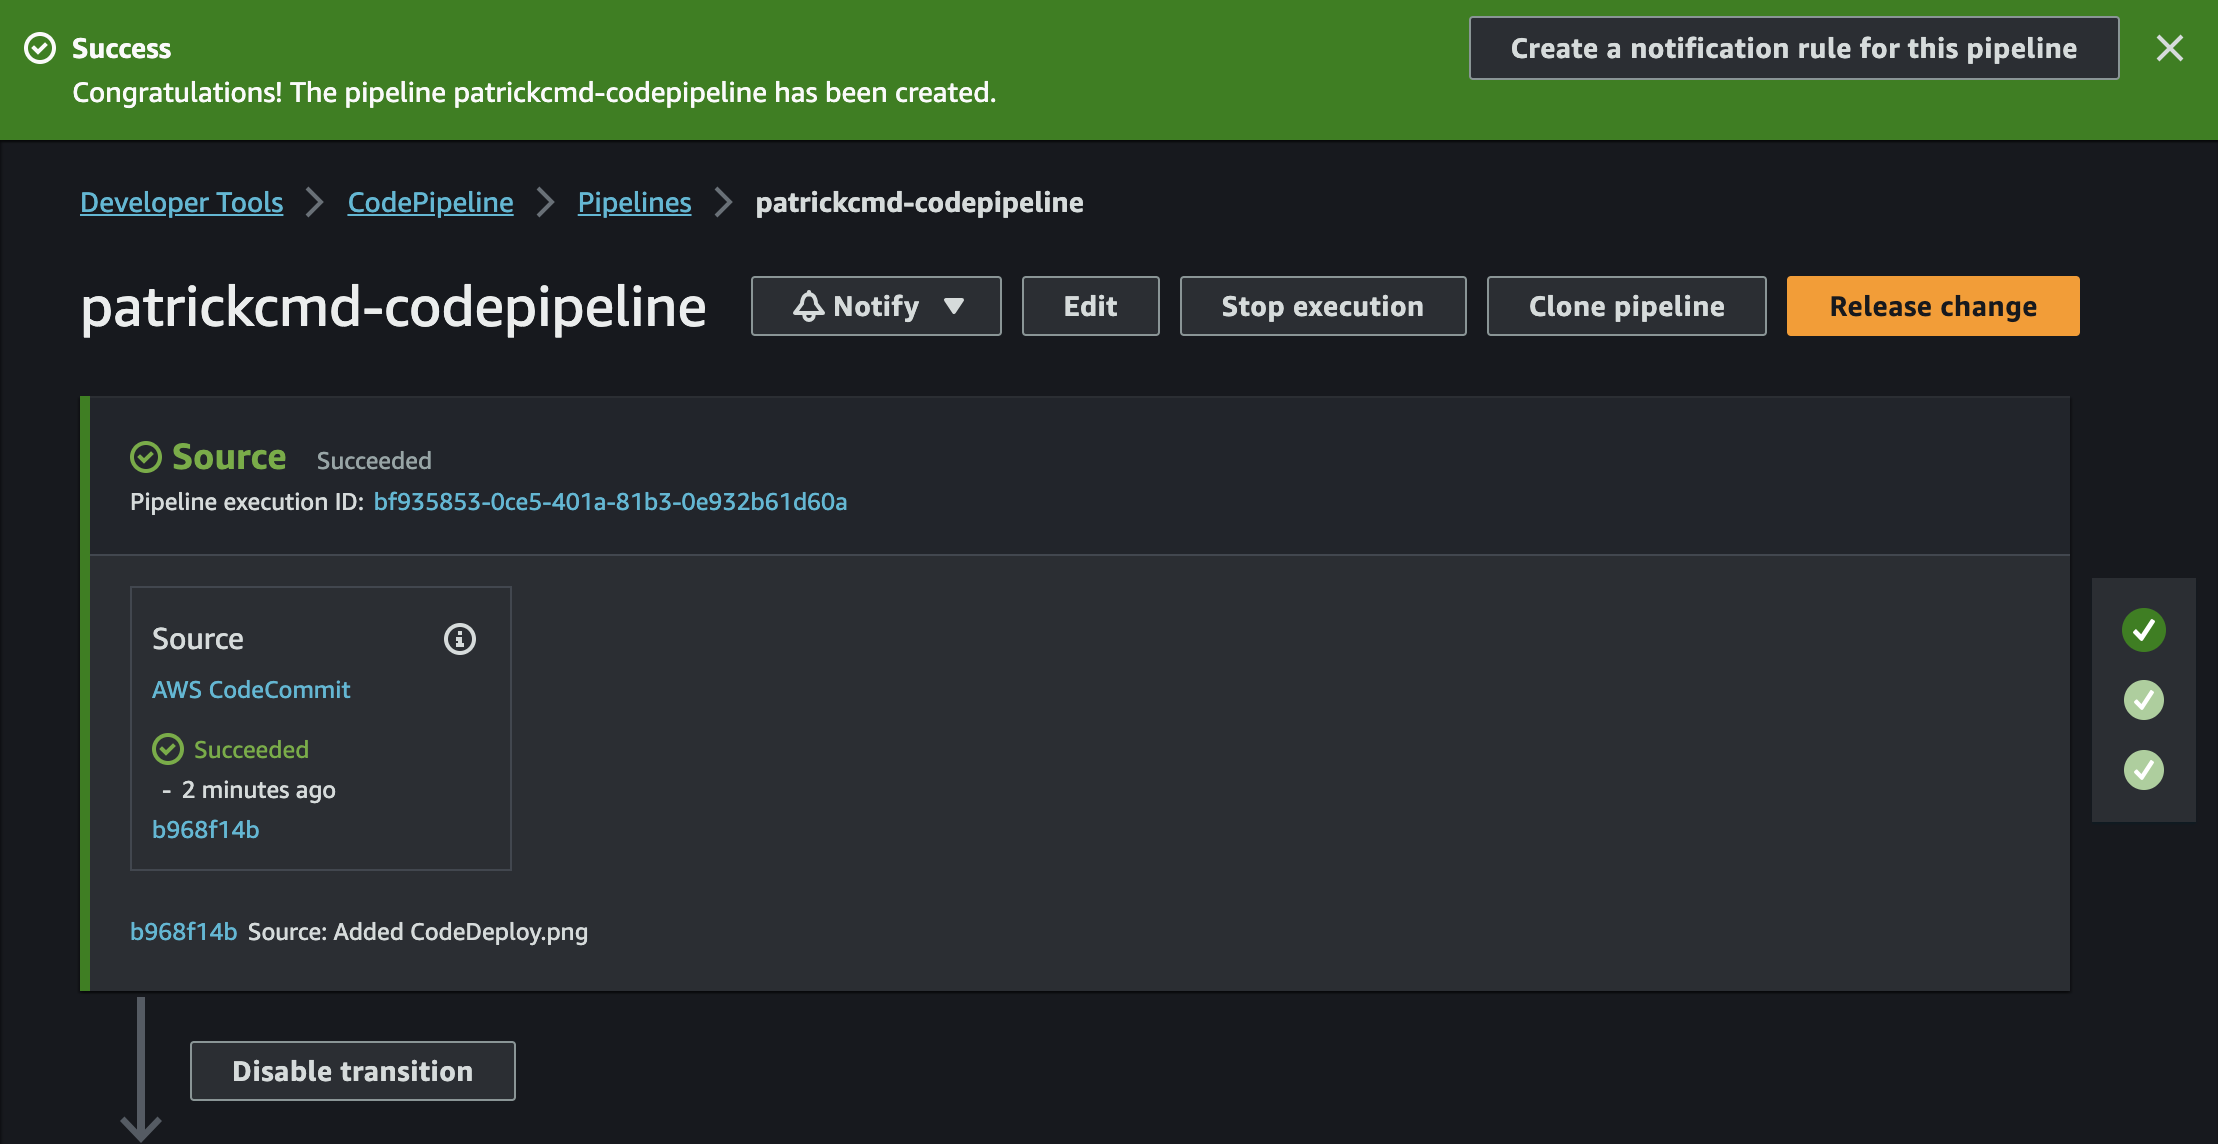 Success
Create a notification rule for this pipeline
Congratulations! The pipeline patrickcmd-codepipeline has been created.
Developer Tools
CodePipeline
Pipelines
patrickcmd-codepipeline
patrickcmd-codepipeline
Notify
Edit
Stop execution
Clone pipeline
Release change
Source Succeeded
Pipeline execution ID: bf935853-0ce5-401a-81b3-0e932b61d60a
Source
AWS CodeCommit
Succeeded
- 2 minutes ago
b968f14b
b968f14b Source: Added CodeDeploy.png
Disable transition